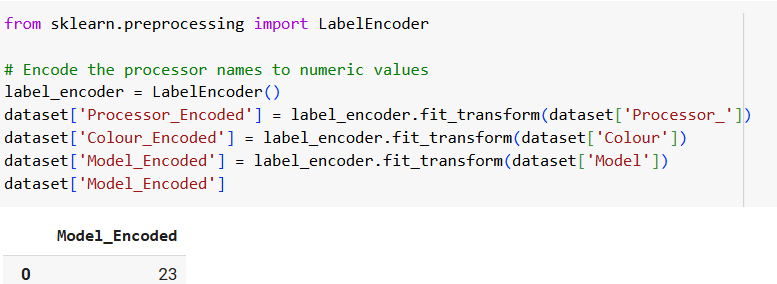 from sklearn.preprocessing import LabelEncoder
# Encode the processor names to numeric values
label_encoder = LabelEncoder()
dataset['Processor_Encoded'] = label_encoder.fit_transform(dataset['Processor_'])
dataset['Colour_Encoded'] = label_encoder.fit_transform(dataset['Colour'])
dataset['Model_Encoded'] = label_encoder.fit_transform(dataset['Model'])
dataset['Model_Encoded']
Model_Encoded
0 23